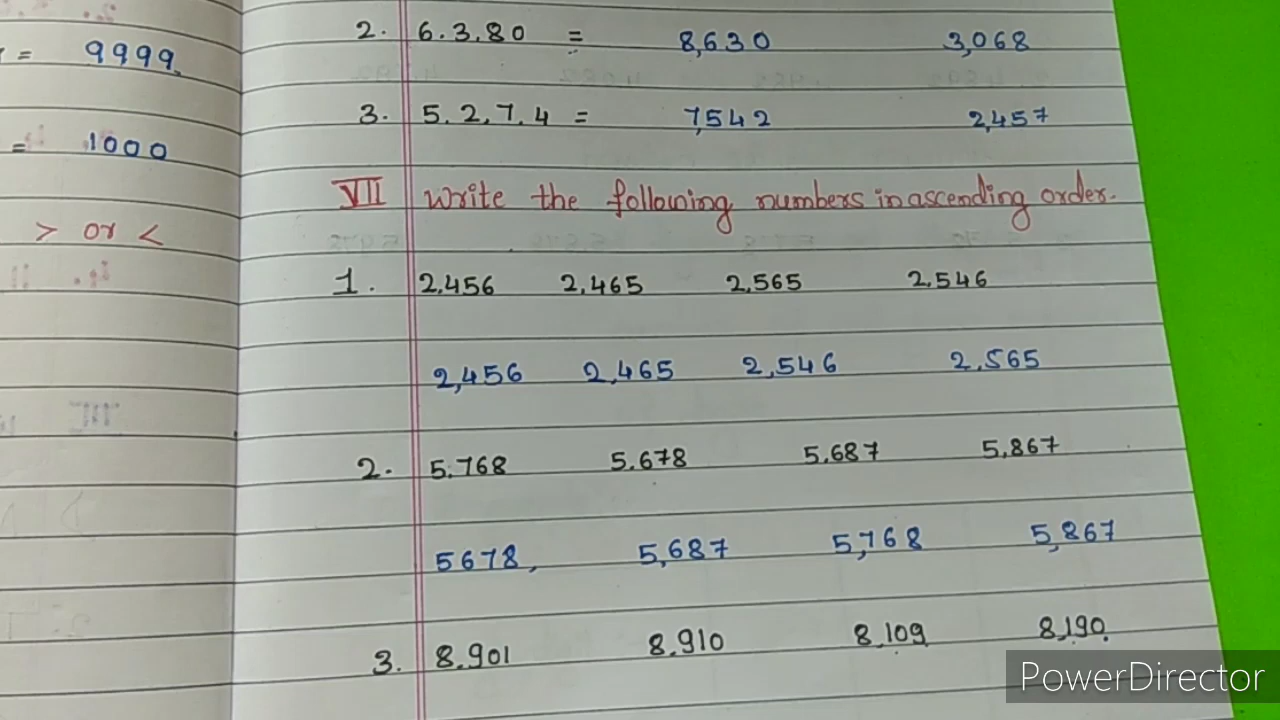 = 9999
= 1000
> or <
2. 6.3.80 = 8,630 3,068
3. 5.2,7.4 = 7,542 2,457
VII Write the following numbers in ascending order.
1. 2,456 2,465 2,565 2,546
2,456 2,465 2,546 2,565
2. 5,768 5,678 5,687 5,867
5678, 5,687 5,768 5,867
3. 8,901 8,910 8,109 8,190
PowerDirector